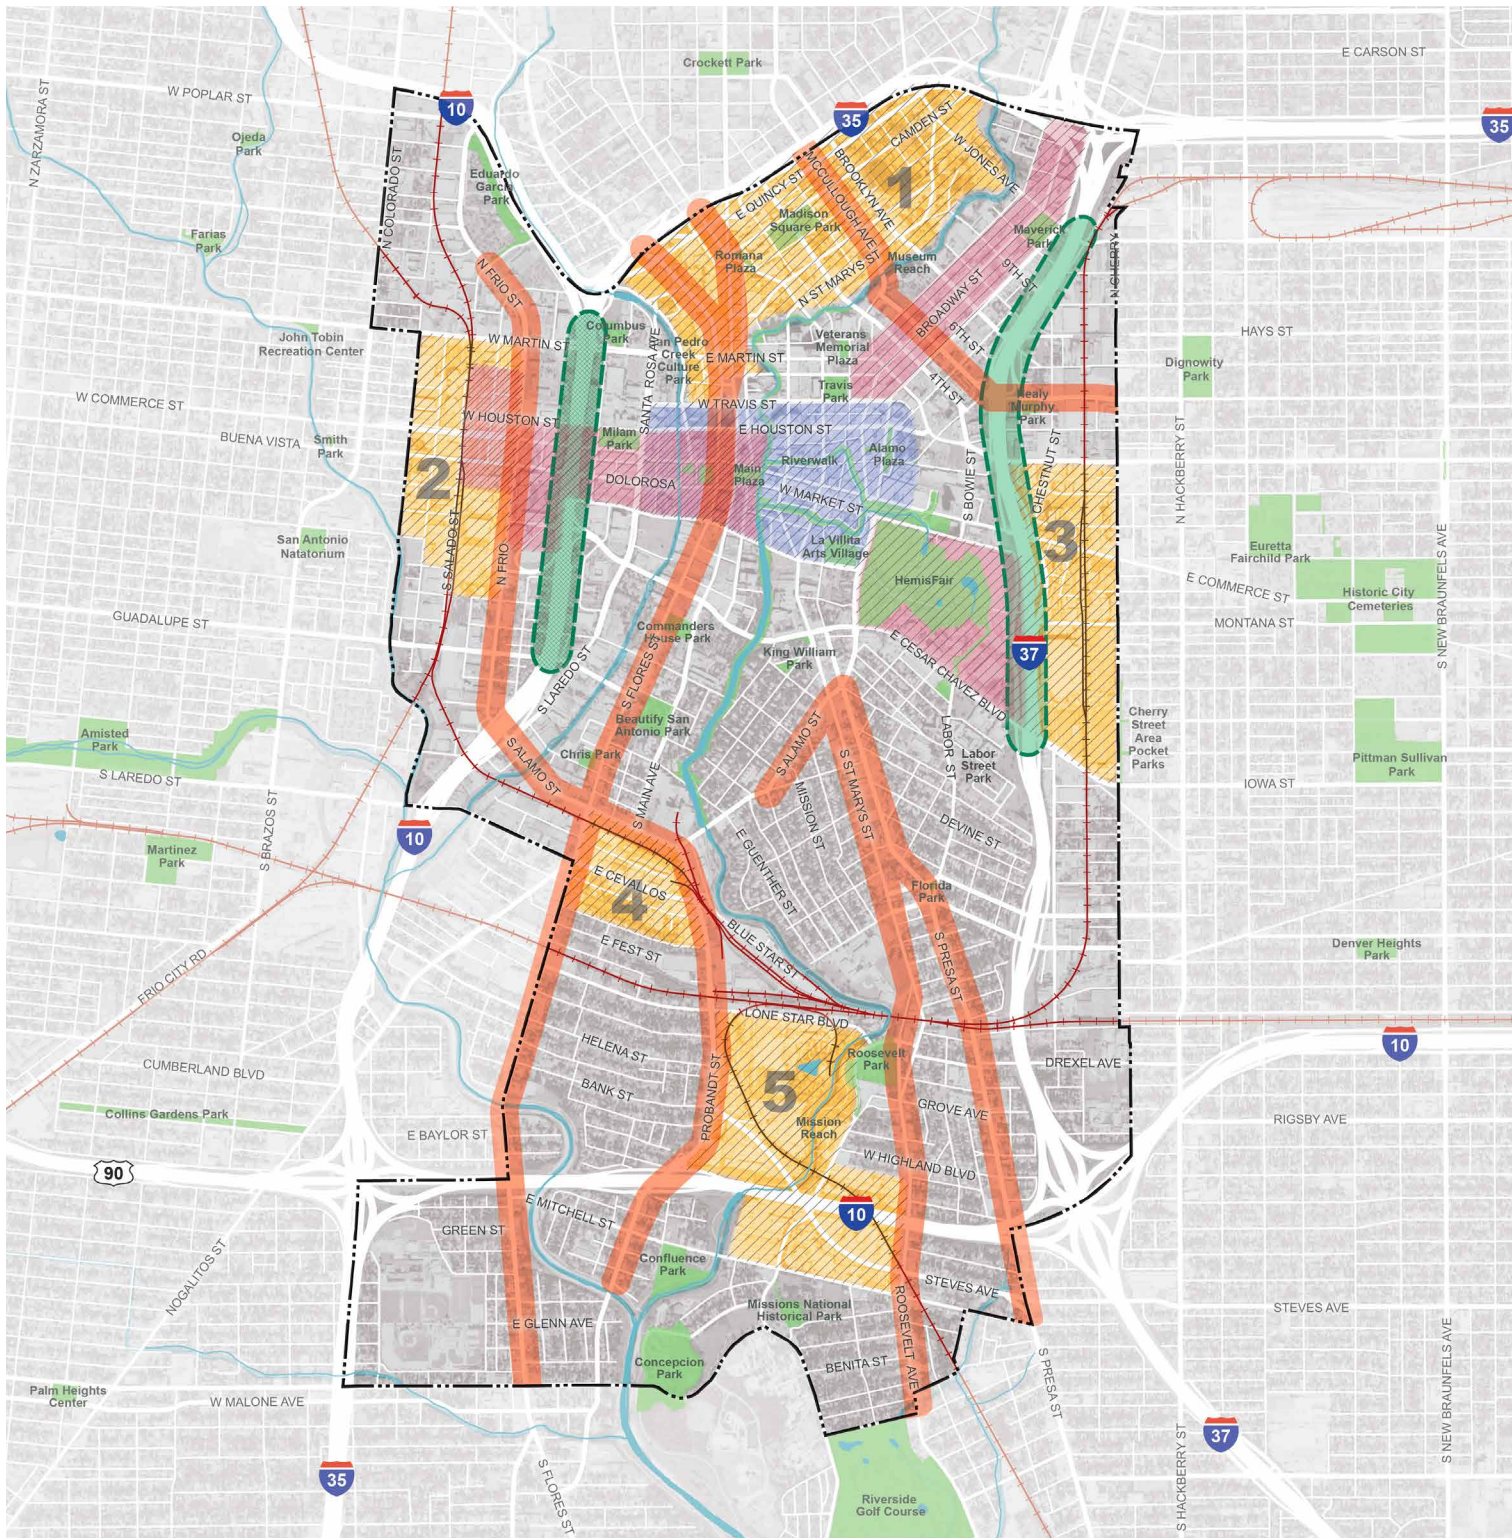 E CARSON ST
Crockett Park
W POPLAR ST
N ZARZAMORA ST
10
35
35
CAMDEN ST
W JONES AVE
BROOKLYN AVE
MCCULLOUGH AVE
E QUINCY ST
1
Ojeda
Park
N COLORADO ST
Eduardo
Garcia
Park
Madison
Square Park
Farias
Park
Maverick
Park
Romana
Plaza
Museum
Reach
N ST MARYS ST
9TH ST
N CHERRY
N FRIO ST
BROADWAY ST
6TH ST
HAYS ST
John Tobin
Recreation Center
W MARTIN ST
Columbus
Park
SANTA ROSA AVE
San Pedro
Creek
Culture
Park
E MARTIN ST
Veterans
Memorial
Plaza
Dignowity
Park
4TH ST
Travis
Park
Nealy
Murphy
Park
W COMMERCE ST
W TRAVIS ST
W HOUSTON ST
E HOUSTON ST
BUENA VISTA
Smith
Park
Milam
Park
Alamo
Plaza
Riverwalk
N HACKBERRY ST
CHESTNUT ST
S BOWIE ST
2
DOLOROSA
Main
Plaza
W MARKET ST
S SALADO ST
San Antonio
Natatorium
N FRIO
La Villita
Arts Village
3
Euretta
Fairchild Park
S NEW BRAUNFELS AVE
HemisFair
E COMMERCE ST
Historic City
Cemeteries
GUADALUPE ST
MONTANA ST
Commanders
House Park
King William
Park
E CESAR CHAVEZ BLVD
37
S LAREDO ST
S FLORES ST
Beautify San
Antonio Park
Amisted
Park
S ALAMO ST
LABOR ST
Labor
Street
Park
Cherry
Street
Area
Pocket
Parks
Pittman Sullivan
Park
S LAREDO ST
S ALAMO ST
Chris Park
S MAIN AVE
S ST MARYS ST
MISSION ST
IOWA ST
S BRAZOS ST
10
DEVINE ST
Martinez
Park
E GUENTHER ST
E CEVALLOS
4
Florida
Park
E FEST ST
BLUE STAR ST
S PRESA ST
Denver Heights
Park
FRIO CITY RD
LONE STAR BLVD
10
HELENA ST
Roosevelt
Park
DREXEL AVE
CUMBERLAND BLVD
BANK ST
5
PROBANDT ST
GROVE AVE
Collins Gardens Park
Mission
Reach
RIGSBY AVE
E BAYLOR ST
W HIGHLAND BLVD
90
E MITCHELL ST
10
GREEN ST
Confluence
Park
NOGALITOS ST
STEVES AVE
Missions National
Historical Park
ROOSEVELT AVE
STEVES AVE
E GLENN AVE
BENITA ST
Concepcion
Park
S PRESA ST
S NEW BRAUNFELS AVE
Palm Heights
Center
W MALONE AVE
37
35
S FLORES ST
S HACKBERRY ST
Riverside
Golf Course